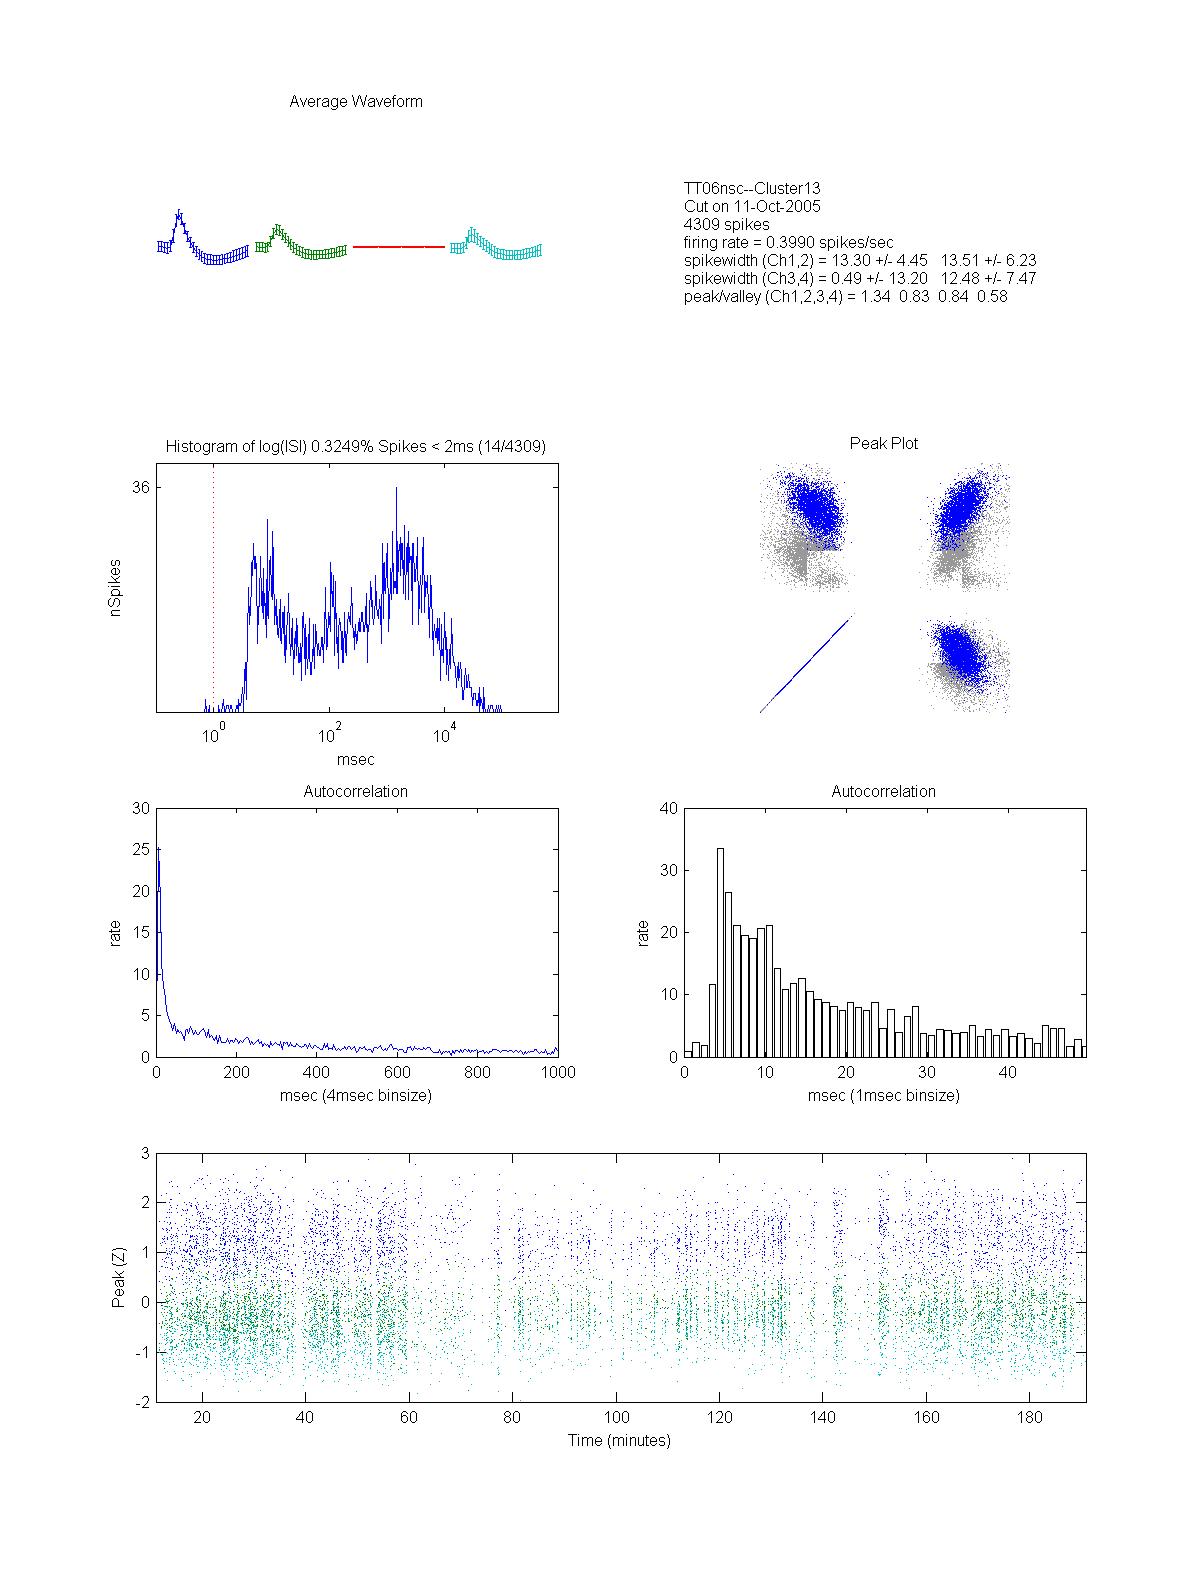 Average Waveform
TT06nsc--Cluster13
Cut on 11-Oct-2005
4309 spikes
firing rate = 0.3990 spikes/sec
spikewidth (Ch1,2) = 13.30 +/- 4.45 13.51 +/- 6.23
spikewidth (Ch3,4) = 0.49 +/- 13.20 12.48 +/- 7.47
peak/valley (Ch1,2,3,4) = 1.34 0.83 0.84 0.58
Histogram of log(ISI) 0.3249% Spikes < 2ms (14/4309)
36
nSpikes
10^0 10^2 10^4
msec
Peak Plot
Autocorrelation
30
25
20
15
10
5
0
rate
0 200 400 600 800 1000
msec (4msec binsize)
Autocorrelation
40
30
20
10
0
rate
0 10 20 30 40
msec (1msec binsize)
3
2
1
0
-1
-2
Peak (Z)
20 40 60 80 100 120 140 160 180
Time (minutes)